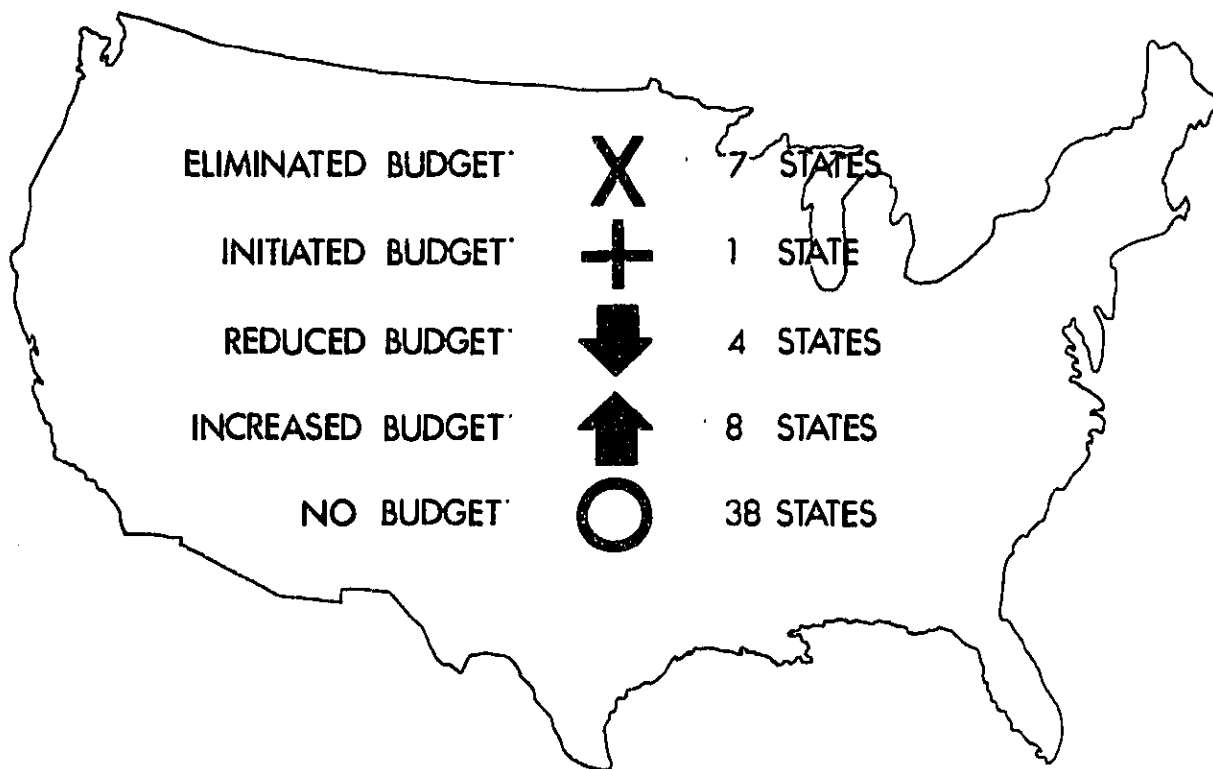 ELIMINATED BUDGET* X 7 STATES
INITIATED BUDGET* + 1 STATE
REDUCED BUDGET* 4 STATES
INCREASED BUDGET* 8 STATES
NO BUDGET* 38 STATES